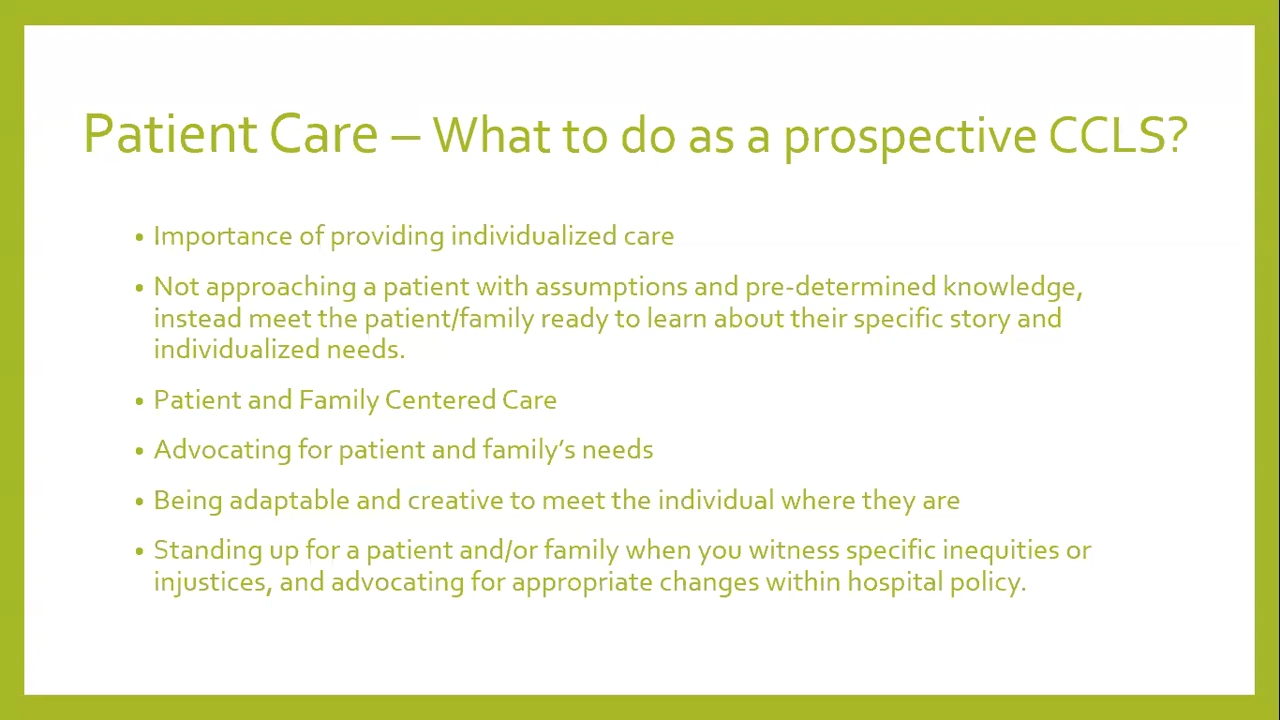 Patient Care – What to do as a prospective CCLS?
• Importance of providing individualized care
• Not approaching a patient with assumptions and pre-determined knowledge,
instead meet the patient/family ready to learn about their specific story and
individualized needs.
• Patient and Family Centered Care
• Advocating for patient and family’s needs
• Being adaptable and creative to meet the individual where they are
• Standing up for a patient and/or family when you witness specific inequities or
injustices, and advocating for appropriate changes within hospital policy.